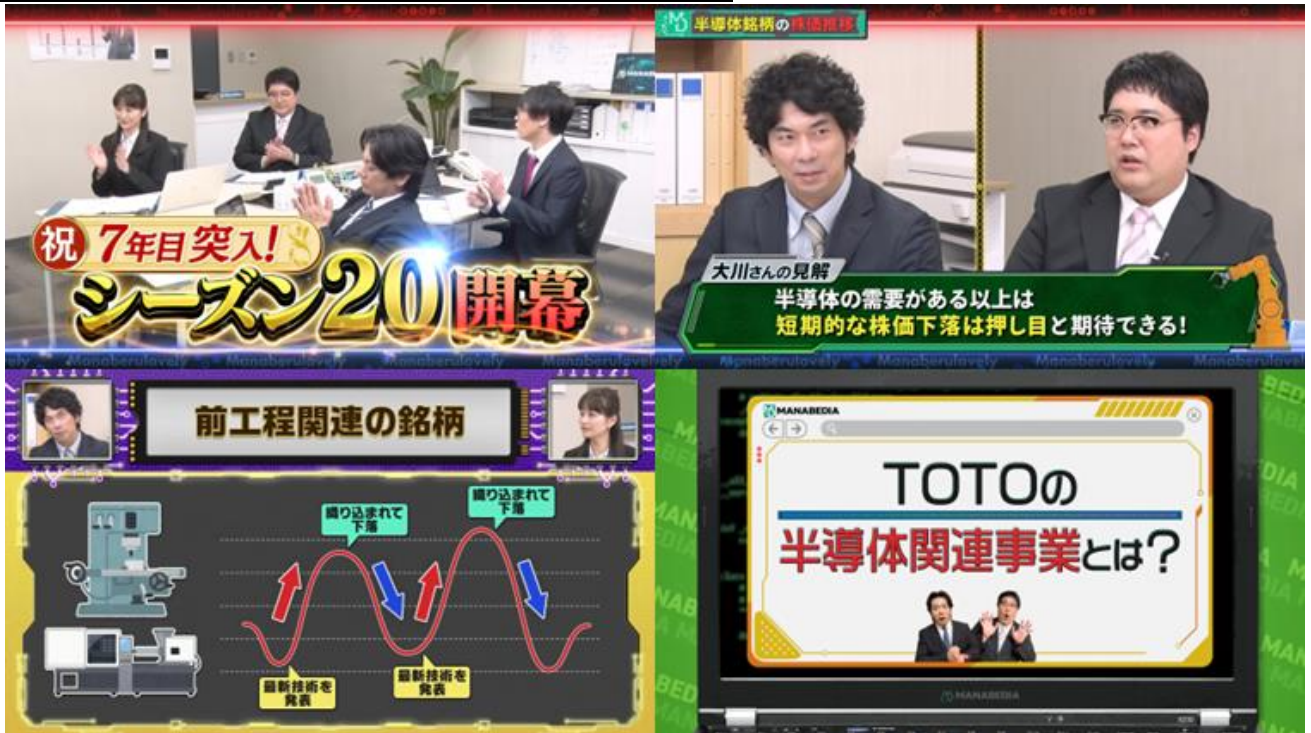 祝 7年目突入!
シーズン20開幕
MD 半導体銘柄の株価推移
大川さんの見解
半導体の需要がある以上は
短期的な株価下落は押し目と期待できる!
Manaberulovely Manaberulovely Manaberulovely
前工程関連の銘柄
織り込まれて
下落
織り込まれて
下落
最新技術を
発表
最新技術を
発表
MANABEDIA
TOTOの
半導体関連事業とは?
MANABEDIA